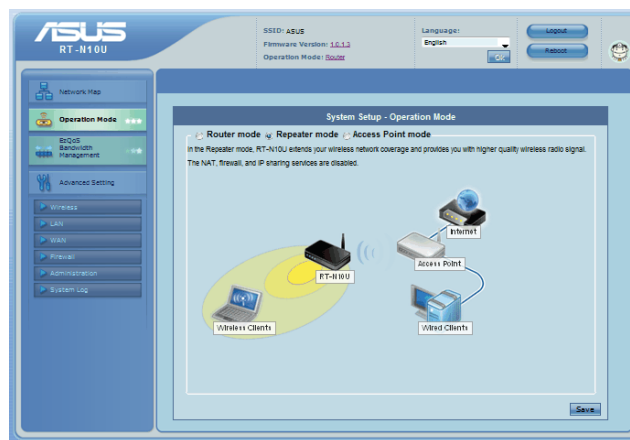 ASUS
RT-N10U
SSID: ASUS
Firmware Version: 1.0.1.3
Operation Mode: Router
Language:
English
OK
Logout
Reboot
Network Map
Operation Mode
EzQoS
Bandwidth
Management
Advanced Setting
Wireless
LAN
WAN
Firewall
Administration
System Log
System Setup - Operation Mode
Router mode Repeater mode Access Point mode
In the Repeater mode, RT-N10U extends your wireless network coverage and provides you with higher quality wireless radio signal.
The NAT, firewall, and IP sharing services are disabled.
Internet
Access Point
RT-N10U
Wireless Clients
Wired Clients
Save